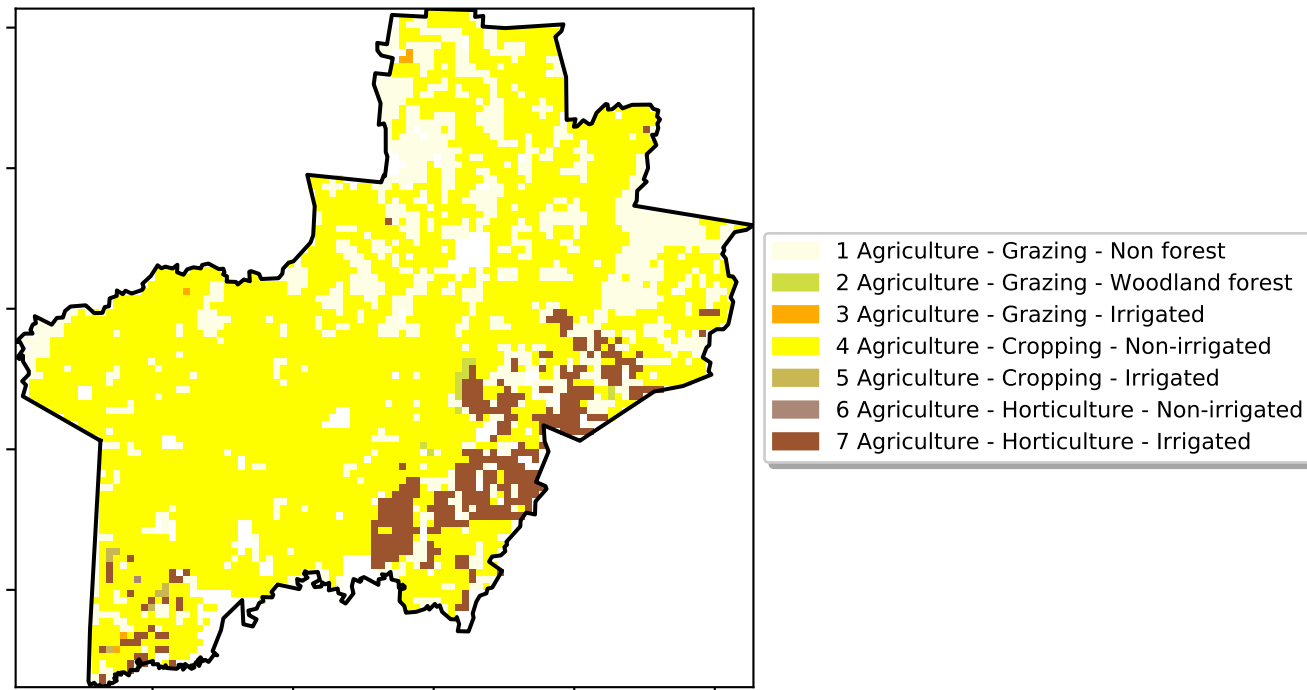 1 Agriculture - Grazing - Non forest
2 Agriculture - Grazing - Woodland forest
3 Agriculture - Grazing - Irrigated
4 Agriculture - Cropping - Non-irrigated
5 Agriculture - Cropping - Irrigated
6 Agriculture - Horticulture - Non-irrigated
7 Agriculture - Horticulture - Irrigated